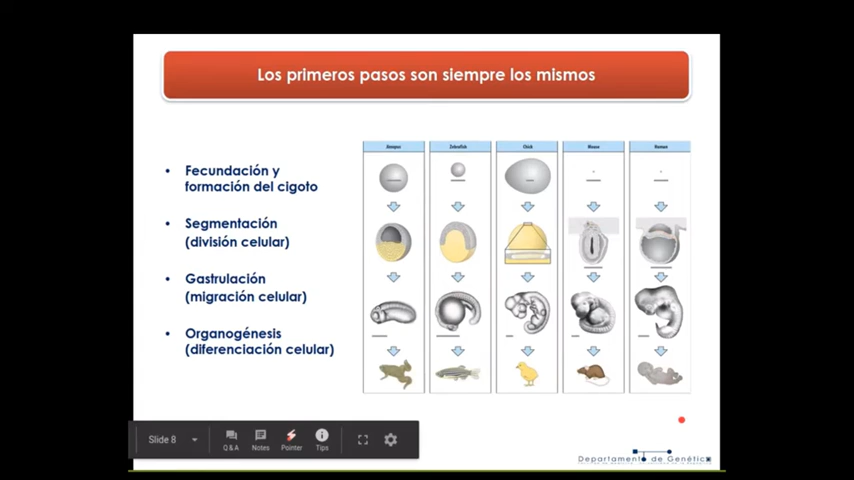 Los primeros pasos son siempre los mismos
Xenopus Zebrafish Chick Mouse Human
• Fecundación y
formación del cigoto
• Segmentación
(división celular)
• Gastrulación
(migración celular)
• Organogénesis
(diferenciación celular)
Slide 8
Q&A Notes Pointer Tips
Departamento de Genética